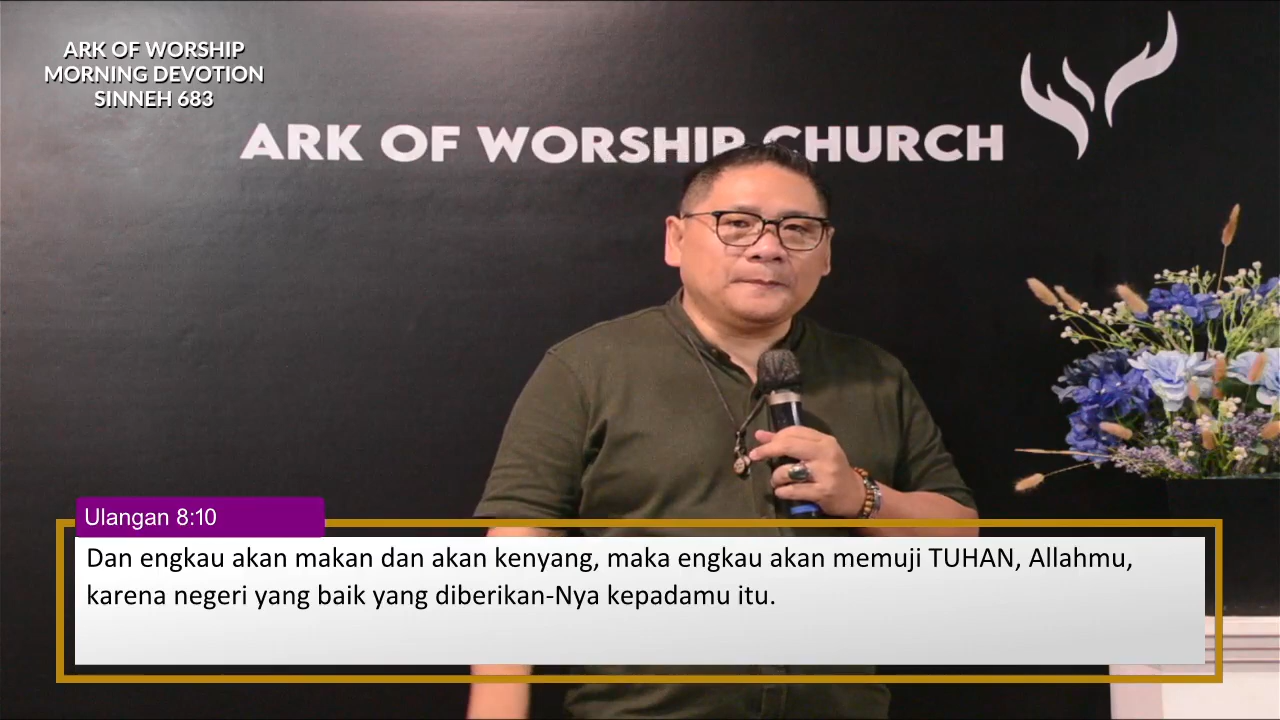 ARK OF WORSHIP
MORNING DEVOTION
SINNEH 683
ARK OF WORSHIP CHURCH
Ulangan 8:10
Dan engkau akan makan dan akan kenyang, maka engkau akan memuji TUHAN, Allahmu,
karena negeri yang baik yang diberikan-Nya kepadamu itu.